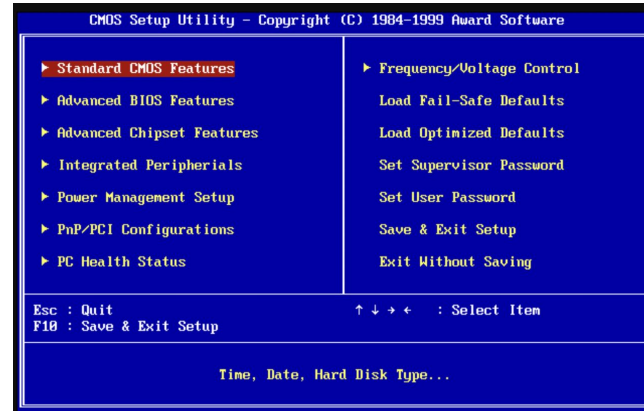 CMOS Setup Utility - Copyright (C) 1984-1999 Award Software
▶ Standard CMOS Features
▶ Advanced BIOS Features
▶ Advanced Chipset Features
▶ Integrated Peripherials
▶ Power Management Setup
▶ PnP/PCI Configurations
▶ PC Health Status
▶ Frequency/Voltage Control
Load Fail-Safe Defaults
Load Optimized Defaults
Set Supervisor Password
Set User Password
Save & Exit Setup
Exit Without Saving
Esc : Quit
F10 : Save & Exit Setup
↑ ↓ → ← : Select Item
Time, Date, Hard Disk Type...